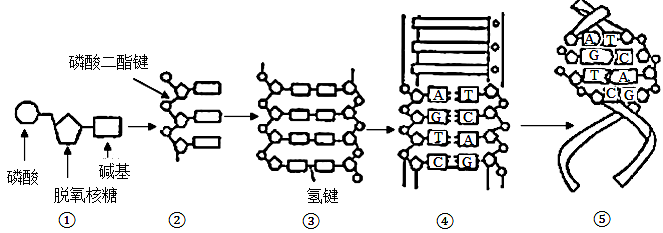 磷酸二酯键
磷酸
脱氧核糖
碱基
氢键
A T
G C
T A
C G
A T
G C
T A
C G
① ② ③ ④ ⑤